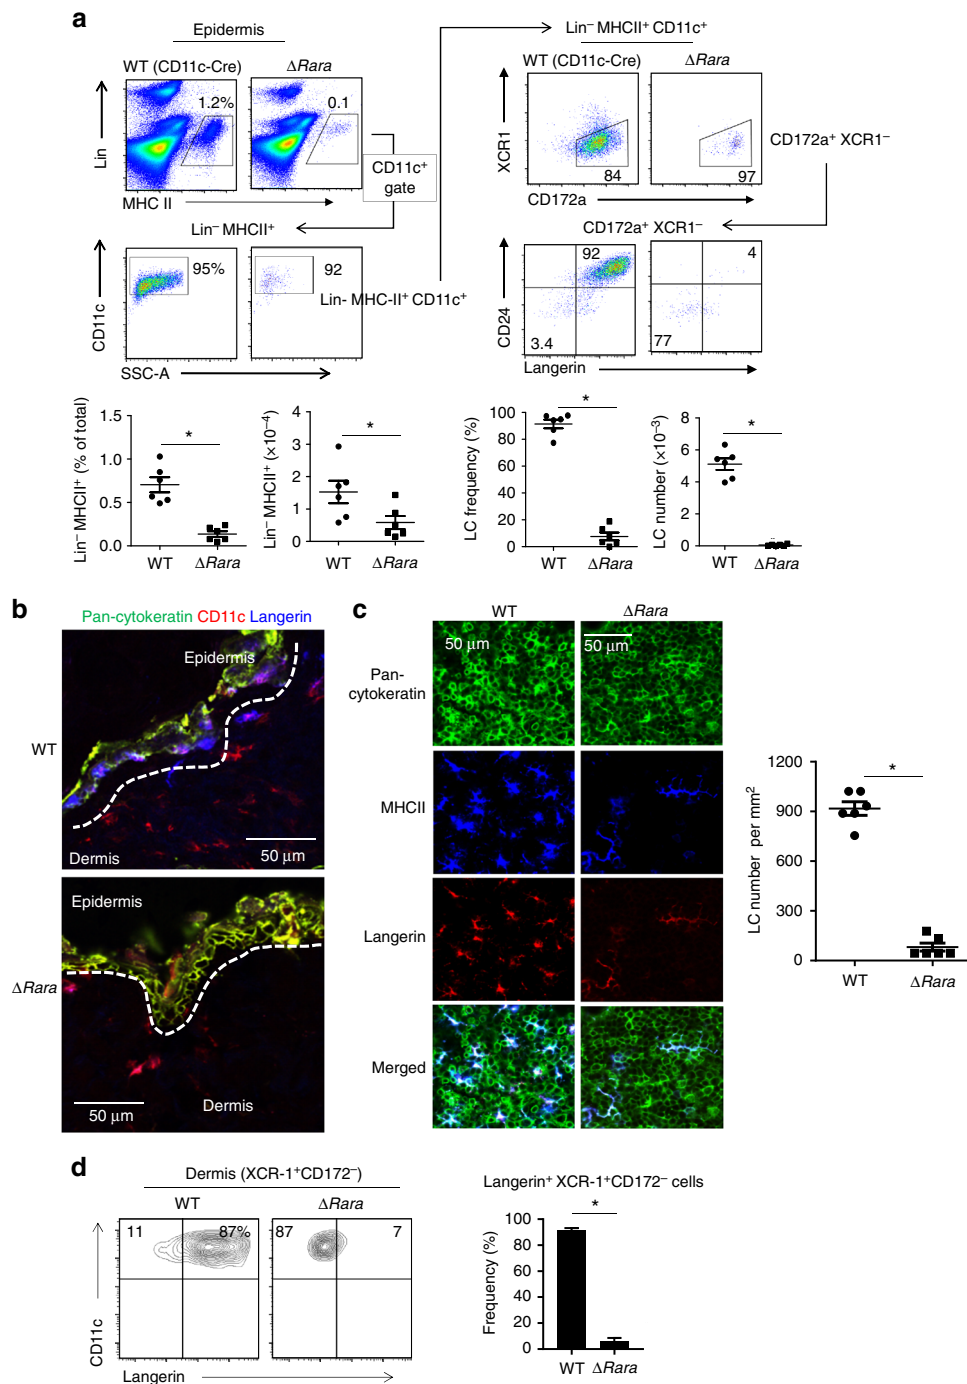 a
Epidermis
WT (CD11c-Cre)
ΔRara
1.2%
0.1
Lin
MHC II
CD11c⁺
gate
Lin⁻ MHCII⁺
95%
92
CD11c
SSC-A
Lin- MHC-II⁺ CD11c⁺
Lin⁻ MHCII⁺ CD11c⁺
WT (CD11c-Cre)
ΔRara
XCR1
84
97
CD172a
CD172a⁺ XCR1⁻
CD172a⁺ XCR1⁻
92
4
3.4
77
CD24
Langerin
Lin⁻ MHCII⁺ (% of total)
1.5
1.0
0.5
0.0
*
WT
ΔRara
Lin⁻ MHCII⁺ (×10⁻⁴)
4
3
2
1
0
*
WT
ΔRara
LC frequency (%)
100
80
60
40
20
0
*
WT
ΔRara
LC number (×10⁻³)
8
6
4
2
0
*
WT
ΔRara
b
Pan-cytokeratin CD11c Langerin
WT
Epidermis
Dermis
50 μm
ΔRara
Epidermis
Dermis
50 μm
c
WT
ΔRara
50 μm
50 μm
Pan-
cytokeratin
MHCII
Langerin
Merged
LC number per mm²
1200
900
600
300
0
*
WT
ΔRara
d
Dermis (XCR-1⁺CD172⁻)
WT
ΔRara
11
87%
87
7
CD11c
Langerin
Langerin⁺ XCR-1⁺CD172⁻ cells
Frequency (%)
100
80
60
40
20
0
*
WT
ΔRara